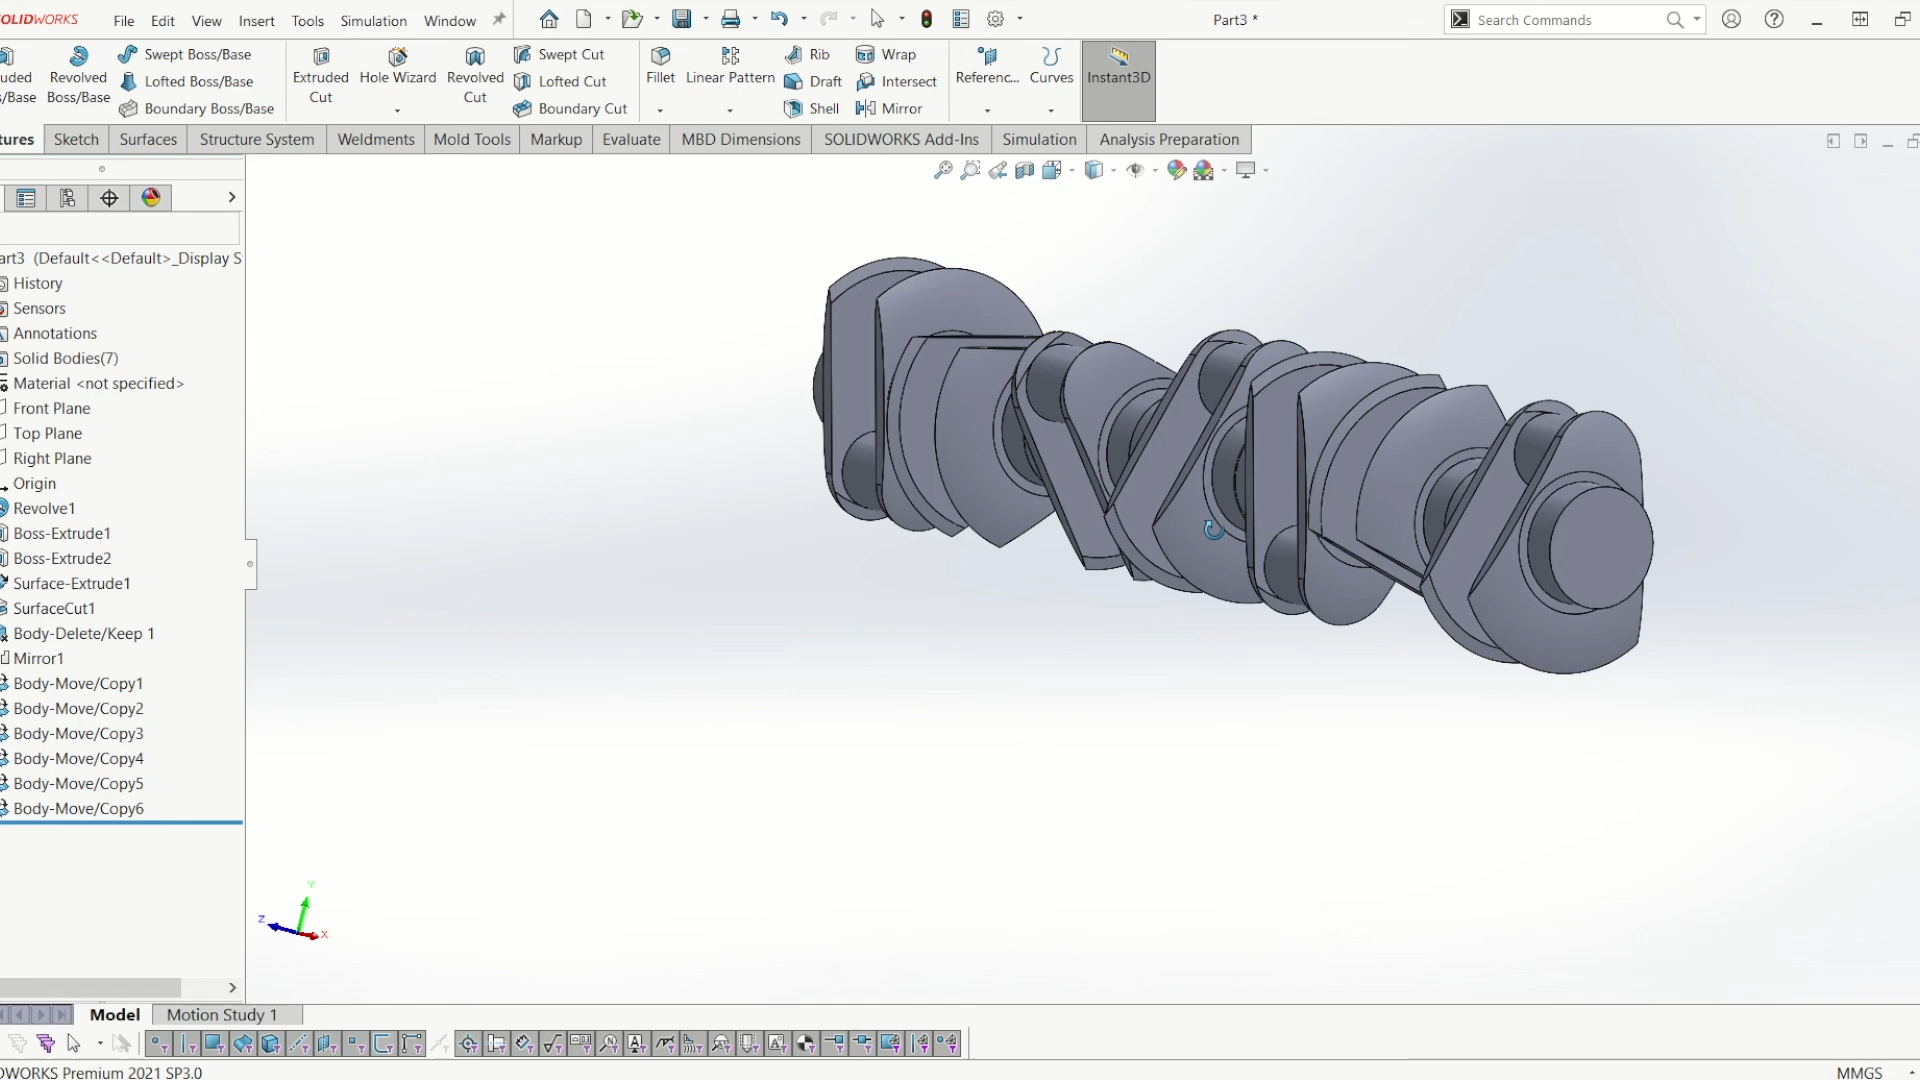 SOLIDWORKS
File Edit View Insert Tools Simulation Window
Part3 *
Search Commands
uded
s/Base
Revolved
Boss/Base
Swept Boss/Base
Lofted Boss/Base
Boundary Boss/Base
Extruded
Cut
Hole Wizard
Revolved
Cut
Swept Cut
Lofted Cut
Boundary Cut
Fillet
Linear Pattern
Rib
Draft
Shell
Wrap
Intersect
Mirror
Referenc...
Curves
Instant3D
tures Sketch Surfaces Structure System Weldments Mold Tools Markup Evaluate MBD Dimensions SOLIDWORKS Add-Ins Simulation Analysis Preparation
art3 (Default<<Default>_Display S
History
Sensors
Annotations
Solid Bodies(7)
Material <not specified>
Front Plane
Top Plane
Right Plane
Origin
Revolve1
Boss-Extrude1
Boss-Extrude2
Surface-Extrude1
SurfaceCut1
Body-Delete/Keep 1
Mirror1
Body-Move/Copy1
Body-Move/Copy2
Body-Move/Copy3
Body-Move/Copy4
Body-Move/Copy5
Body-Move/Copy6
Y
Z
X
Model Motion Study 1
DWORKS Premium 2021 SP3.0
MMGS